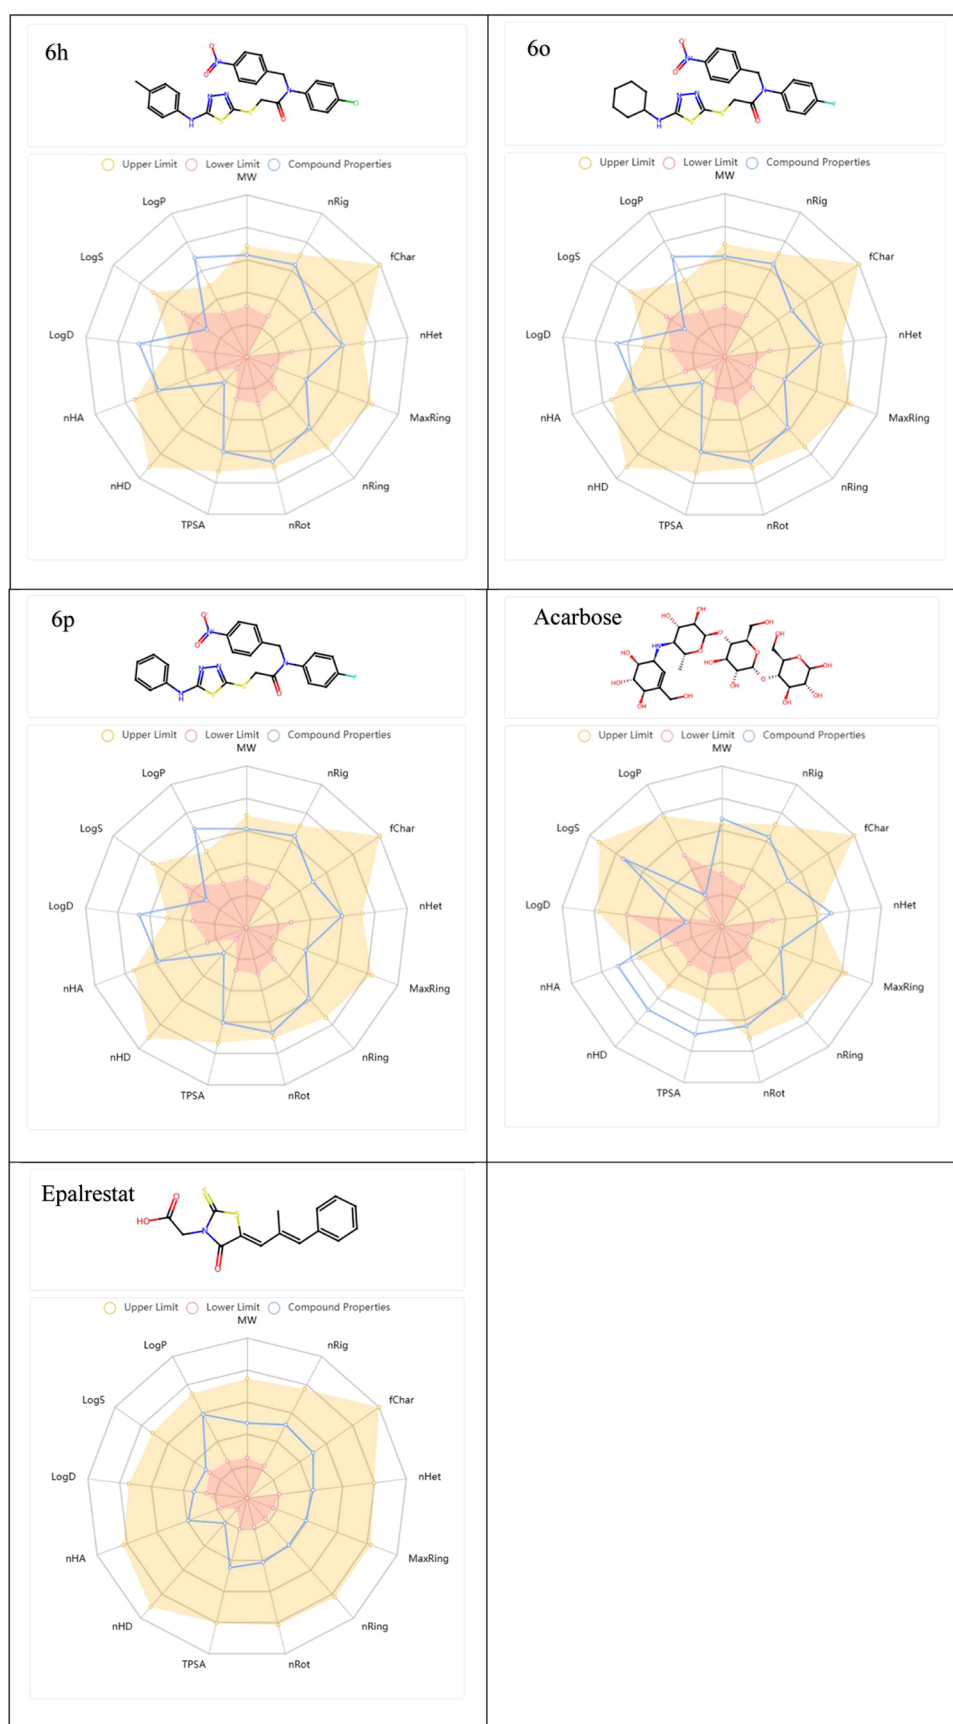 6h
Upper Limit Lower Limit Compound Properties
MW
LogP
nRig
LogS
fChar
LogD
nHet
nHA
MaxRing
nHD
nRing
TPSA
nRot
6o
Upper Limit Lower Limit Compound Properties
MW
LogP
nRig
LogS
fChar
LogD
nHet
nHA
MaxRing
nHD
nRing
TPSA
nRot
6p
Upper Limit Lower Limit Compound Properties
MW
LogP
nRig
LogS
fChar
LogD
nHet
nHA
MaxRing
nHD
nRing
TPSA
nRot
Acarbose
Upper Limit Lower Limit Compound Properties
MW
LogP
nRig
LogS
fChar
LogD
nHet
nHA
MaxRing
nHD
nRing
TPSA
nRot
Epalrestat
HO
Upper Limit Lower Limit Compound Properties
MW
LogP
nRig
LogS
fChar
LogD
nHet
nHA
MaxRing
nHD
nRing
TPSA
nRot